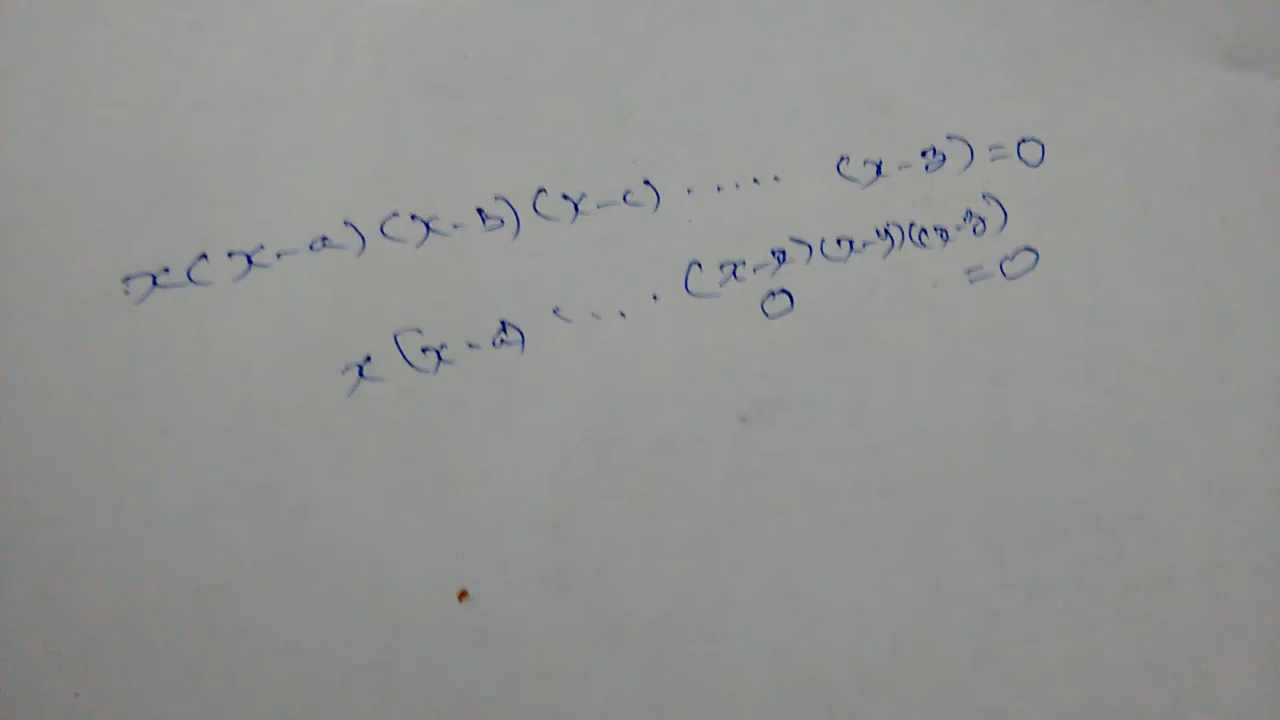 x(x-a)(x-b)(x-c)..... (x-z)=0
x(x-a).... (x-x)(x-y)(x-z)
0 =0